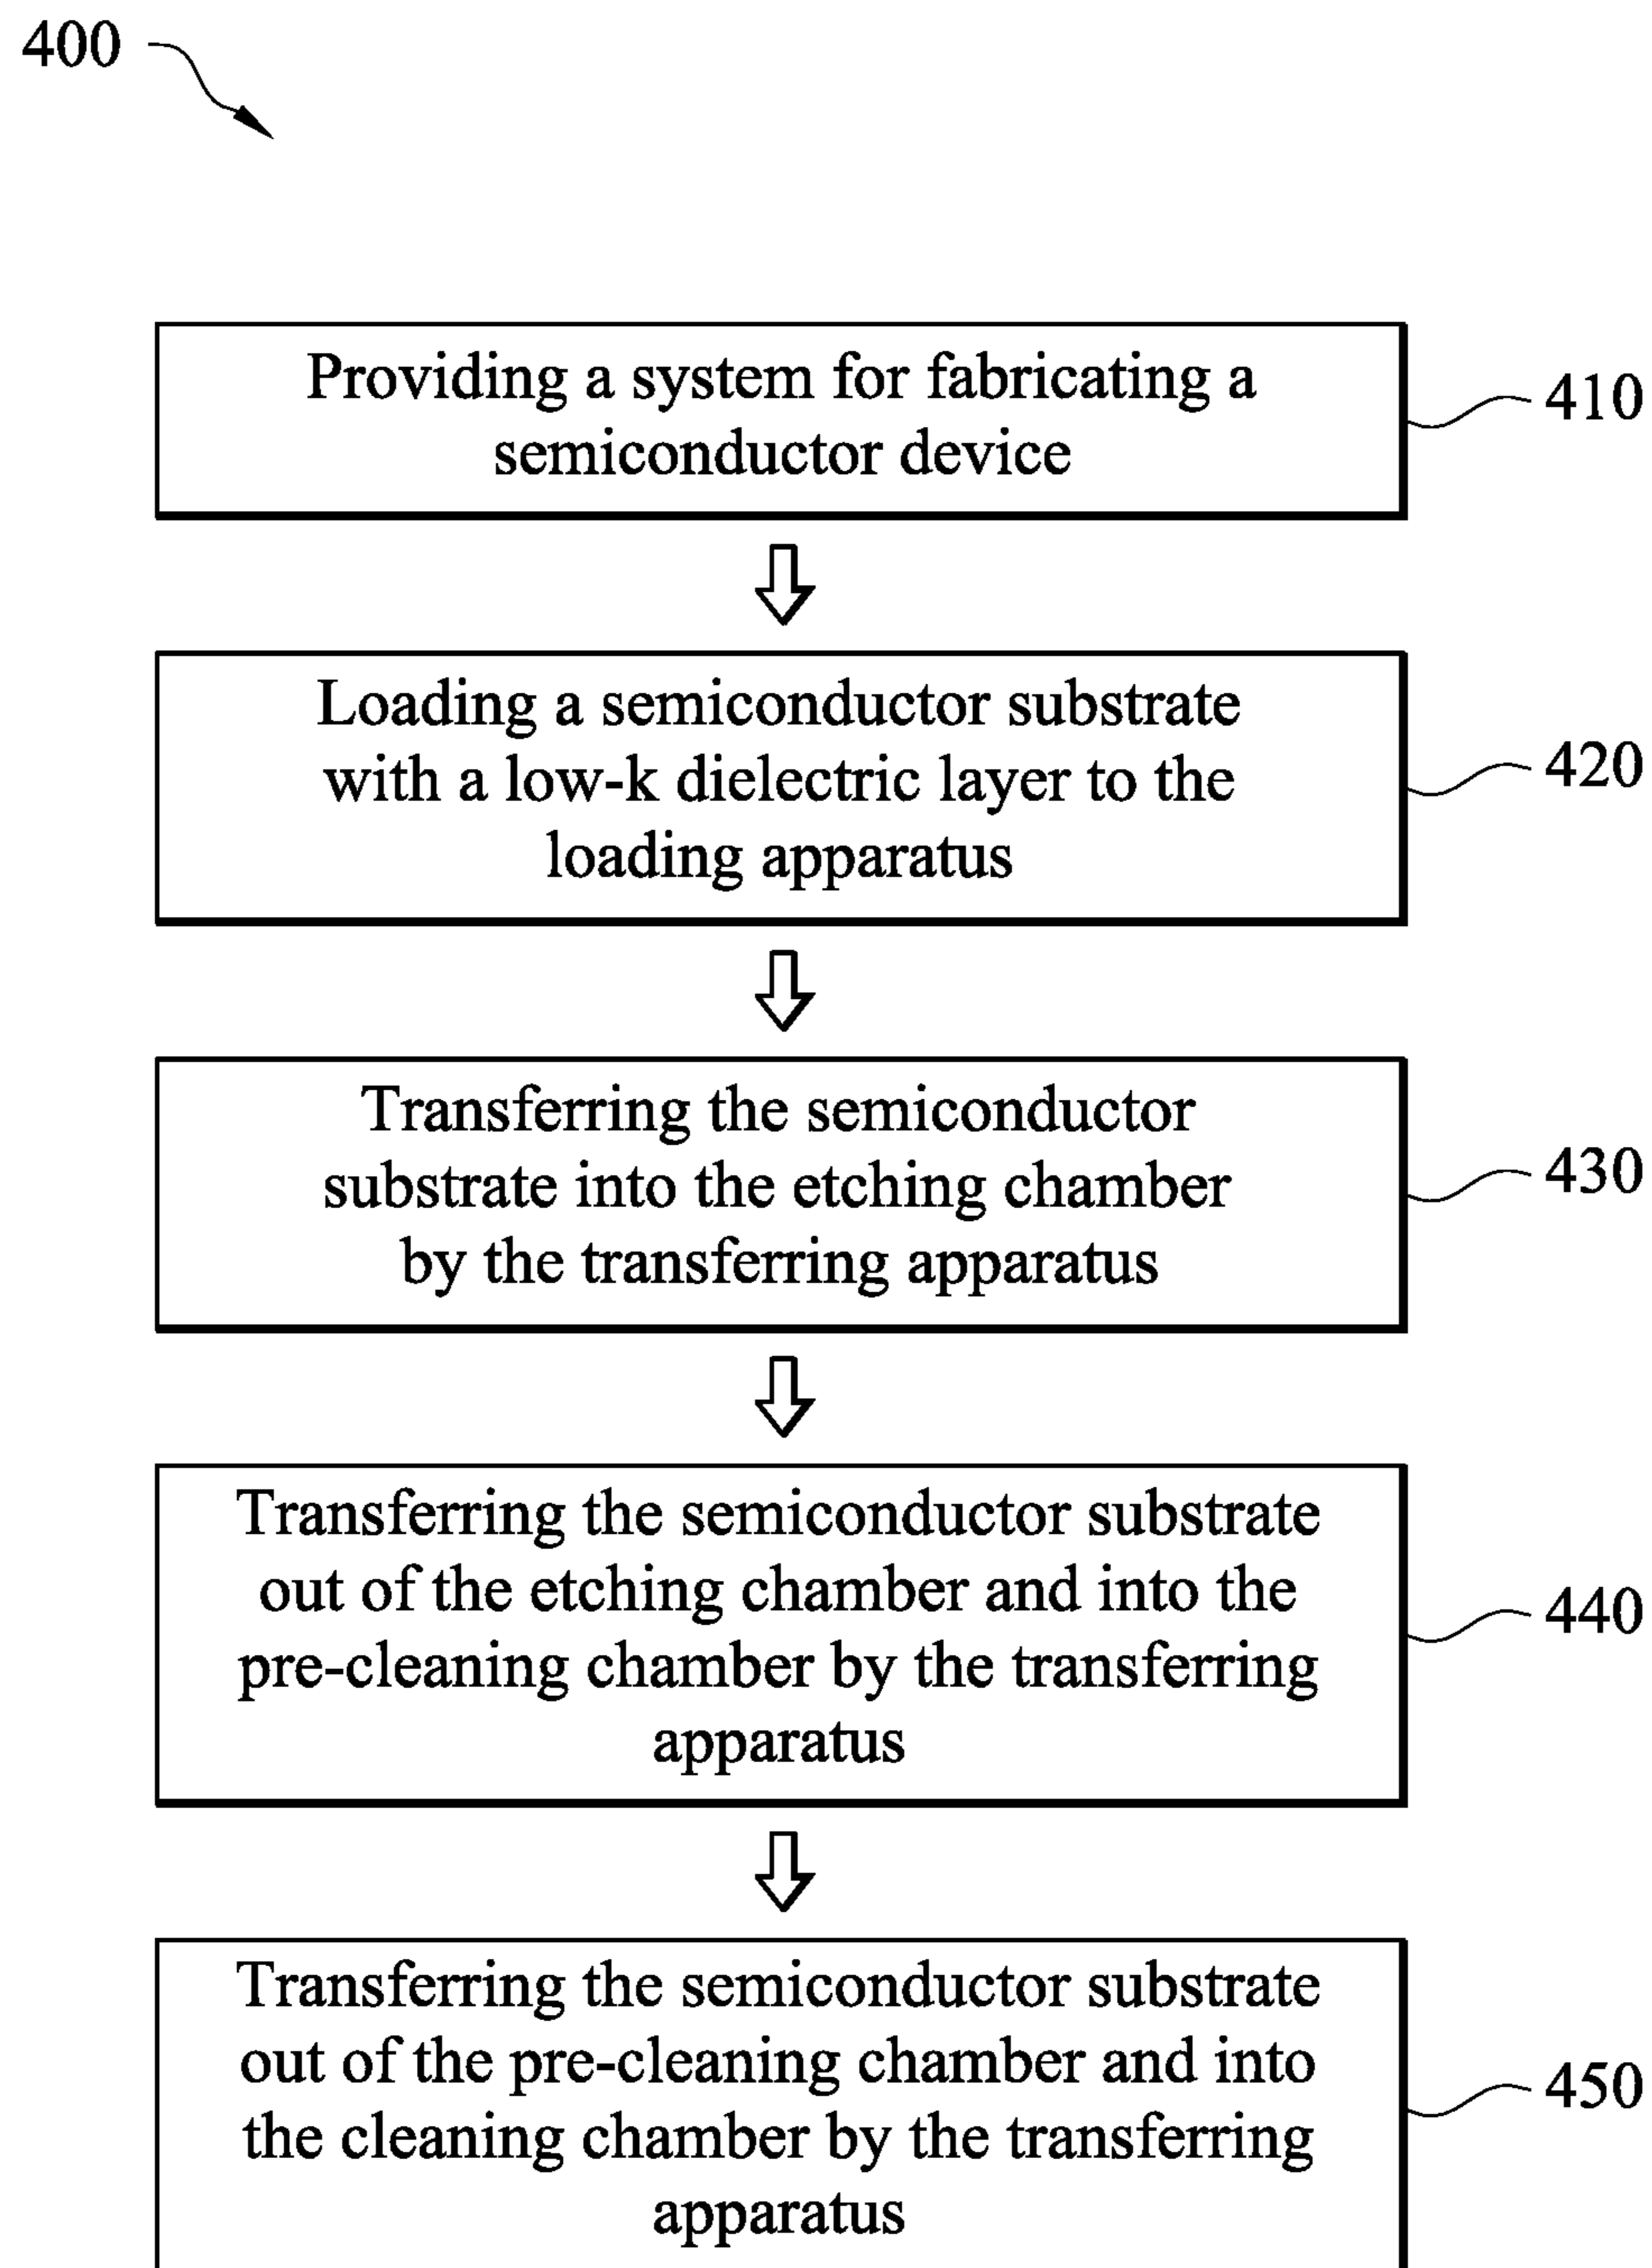 400
Providing a system for fabricating a
semiconductor device
410
Loading a semiconductor substrate
with a low-k dielectric layer to the
loading apparatus
420
Transferring the semiconductor
substrate into the etching chamber
by the transferring apparatus
430
Transferring the semiconductor substrate
out of the etching chamber and into the
pre-cleaning chamber by the transferring
apparatus
440
Transferring the semiconductor substrate
out of the pre-cleaning chamber and into
the cleaning chamber by the transferring
apparatus
450